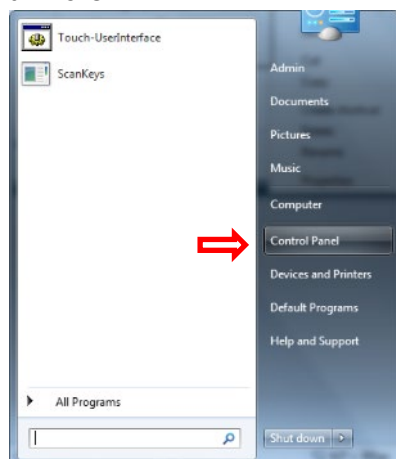 Touch-UserInterface
ScanKeys
All Programs
Admin
Documents
Pictures
Music
Computer
Control Panel
Devices and Printers
Default Programs
Help and Support
Shut down